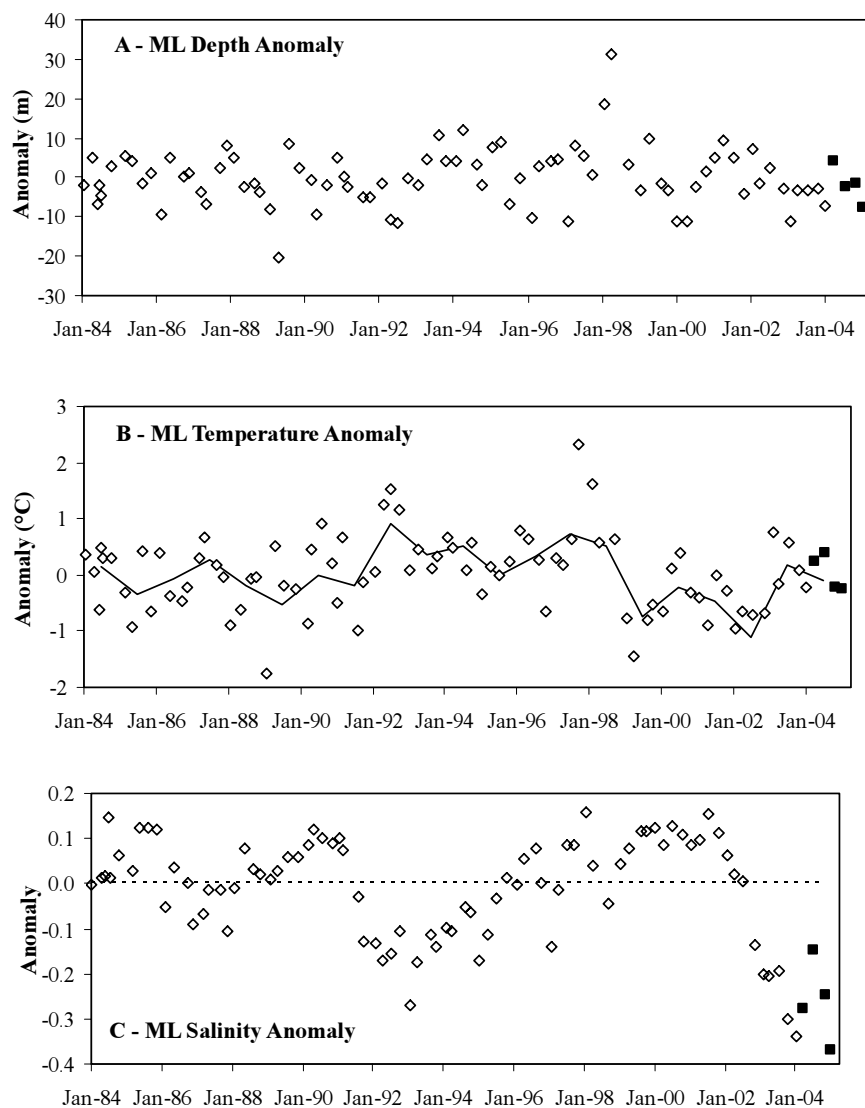 A - ML Depth Anomaly
Anomaly (m)
40
30
20
10
0
-10
-20
-30
Jan-84 Jan-86 Jan-88 Jan-90 Jan-92 Jan-94 Jan-96 Jan-98 Jan-00 Jan-02 Jan-04
B - ML Temperature Anomaly
Anomaly (°C)
3
2
1
0
-1
-2
Jan-84 Jan-86 Jan-88 Jan-90 Jan-92 Jan-94 Jan-96 Jan-98 Jan-00 Jan-02 Jan-04
Anomaly
0.2
0.1
0.0
-0.1
-0.2
-0.3
-0.4
C - ML Salinity Anomaly
Jan-84 Jan-86 Jan-88 Jan-90 Jan-92 Jan-94 Jan-96 Jan-98 Jan-00 Jan-02 Jan-04